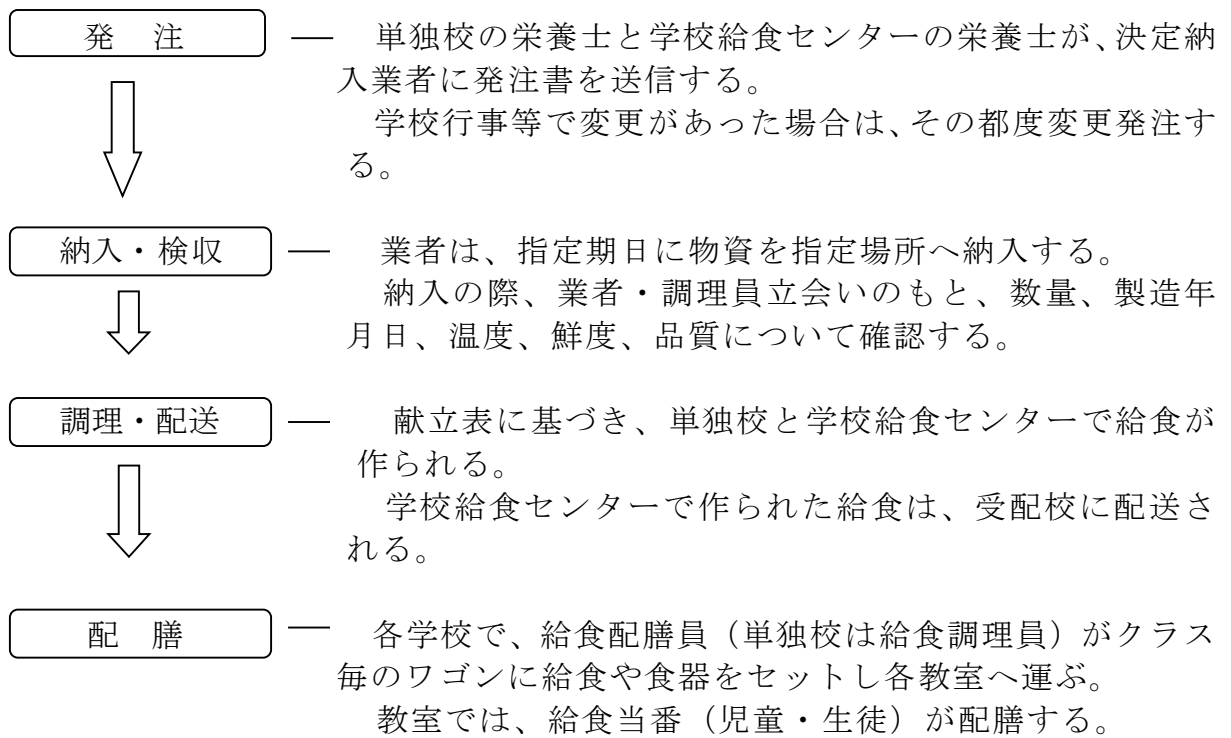 発 注 ― 単独校の栄養士と学校給食センターの栄養士が、決定納
入業者に発注書を送信する。
学校行事等で変更があった場合は、その都度変更発注す
る。
納入・検収 ― 業者は、指定期日に物資を指定場所へ納入する。
納入の際、業者・調理員立会いのもと、数量、製造年
月日、温度、鮮度、品質について確認する。
調理・配送 ― 献立表に基づき、単独校と学校給食センターで給食が
作られる。
学校給食センターで作られた給食は、受配校に配送さ
れる。
配 膳 ― 各学校で、給食配膳員（単独校は給食調理員）がクラス
毎のワゴンに給食や食器をセットし各教室へ運ぶ。
教室では、給食当番（児童・生徒）が配膳する。